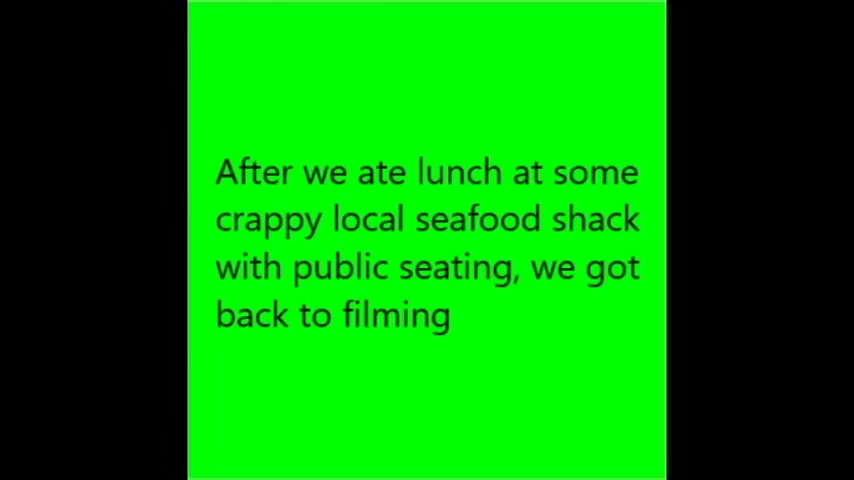 After we ate lunch at some
crappy local seafood shack
with public seating, we got
back to filming